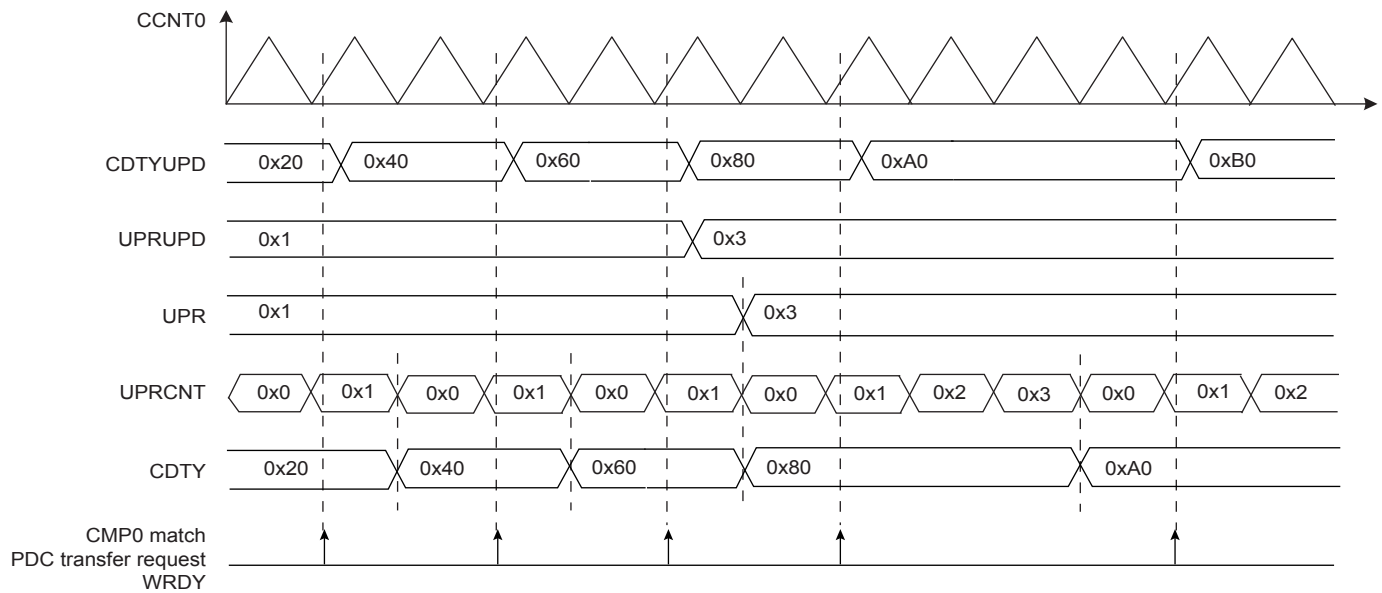 CCNT0
CDTYUPD 0x20 0x40 0x60 0x80 0xA0 0xB0
UPRUPD 0x1 0x3
UPR 0x1 0x3
UPRCNT 0x0 0x1 0x0 0x1 0x0 0x1 0x0 0x1 0x2 0x3 0x0 0x1 0x2
CDTY 0x20 0x40 0x60 0x80 0xA0
CMP0 match
PDC transfer request
WRDY